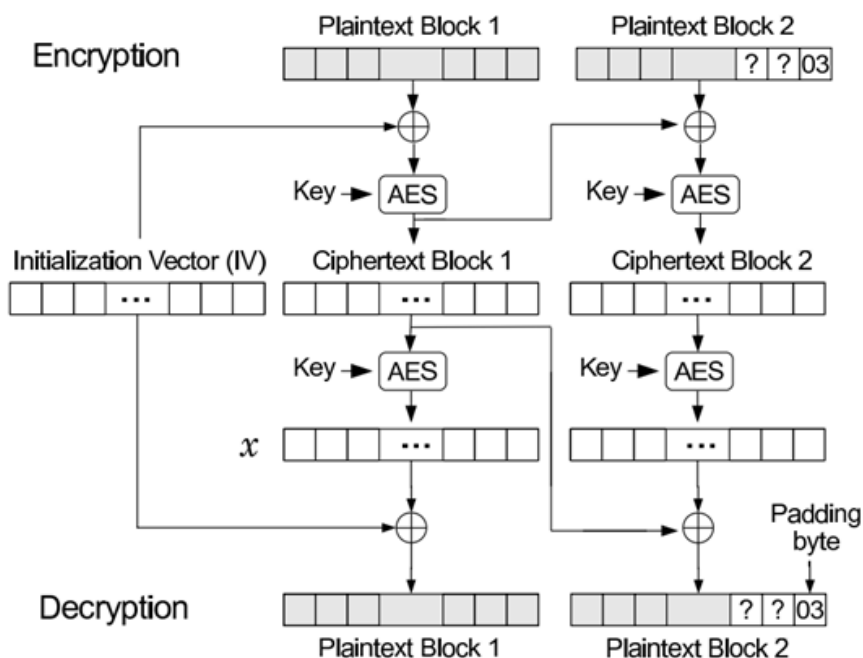 Encryption
Plaintext Block 1
Plaintext Block 2
? ? 03
Key
AES
Key
AES
Initialization Vector (IV)
Ciphertext Block 1
Ciphertext Block 2
...
...
...
Key
AES
Key
AES
x
...
...
Padding
byte
Decryption
? ? 03
Plaintext Block 1
Plaintext Block 2